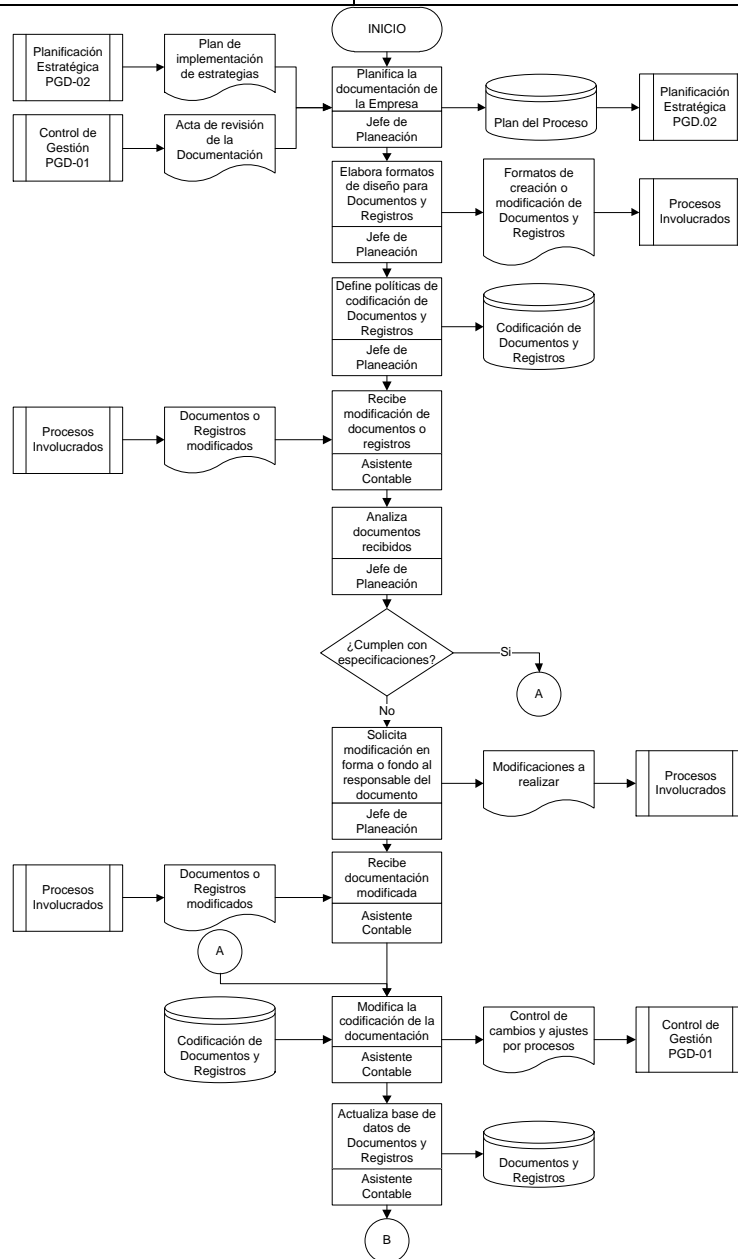 INICIO
Planificación
Estratégica
PGD-02
Plan de
implementación
de estrategias
Planifica la
documentación de
la Empresa
Jefe de
Planeación
Plan del Proceso
Planificación
Estratégica
PGD.02
Control de
Gestión
PGD-01
Acta de revisión
de la
Documentación
Elabora formatos
de diseño para
Documentos y
Registros
Jefe de
Planeación
Formatos de
creación o
modificación de
Documentos y
Registros
Procesos
Involucrados
Define políticas de
codificación de
Documentos y
Registros
Jefe de
Planeación
Codificación de
Documentos y
Registros
Procesos
Involucrados
Documentos o
Registros
modificados
Recibe
modificación de
documentos o
registros
Asistente
Contable
Analiza
documentos
recibidos
Jefe de
Planeación
¿Cumplen con
especificaciones?
Si
A
No
Solicita
modificación en
forma o fondo al
responsable del
documento
Jefe de
Planeación
Modificaciones a
realizar
Procesos
Involucrados
Procesos
Involucrados
Documentos o
Registros
modificados
Recibe
documentación
modificada
Asistente
Contable
A
Codificación de
Documentos y
Registros
Modifica la
codificación de la
documentación
Asistente
Contable
Control de
cambios y ajustes
por procesos
Control de
Gestión
PGD-01
Actualiza base de
datos de
Documentos y
Registros
Asistente
Contable
Documentos y
Registros
B